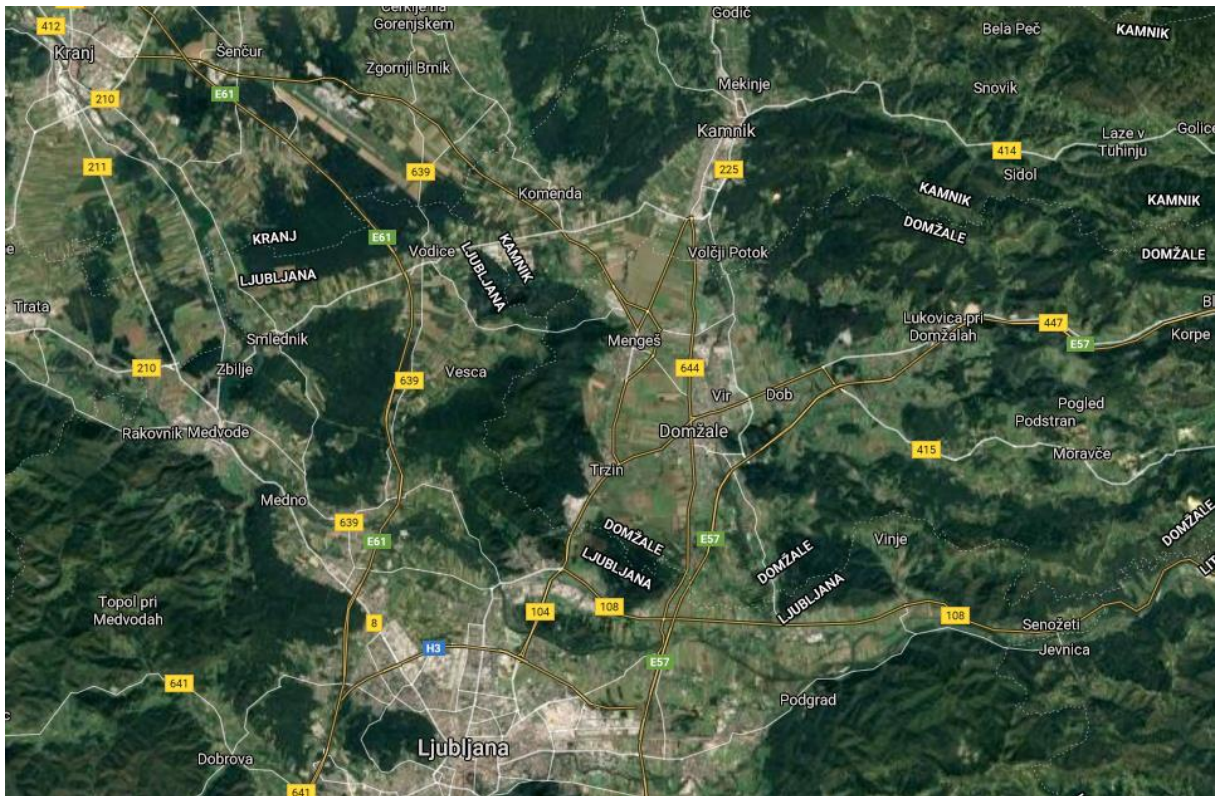 Cerklje na
Gorenjskem
Godič
412
Kranj
Šenčur
Zgornji Brnik
Bela Peč
KAMNIK
210
E61
Mekinje
Snovik
Kamnik
Laze v
Tuhinju
Golice
414
211
639
225
Sidol
Komenda
KAMNIK
KAMNIK
KRANJ
E61
Vodice
KAMNIK
LJUBLJANA
Volčji Potok
DOMŽALE
DOMŽALE
LJUBLJANA
Trata
Smlednik
Mengeš
Lukovica pri
Domžalah
447
E57
Korpe
210
Zbilje
639
Vesca
644
Vir
Dob
Pogled
Podstran
Rakovnik
Medvode
Domžale
415
Moravče
Trzin
Medno
639
E61
DOMŽALE
LJUBLJANA
E57
DOMŽALE
LJUBLJANA
Vinje
DOMŽALE
Topol pri
Medvodah
8
104
108
108
Senožeti
Jevnica
H3
E57
641
Podgrad
Dobrova
Ljubljana
641